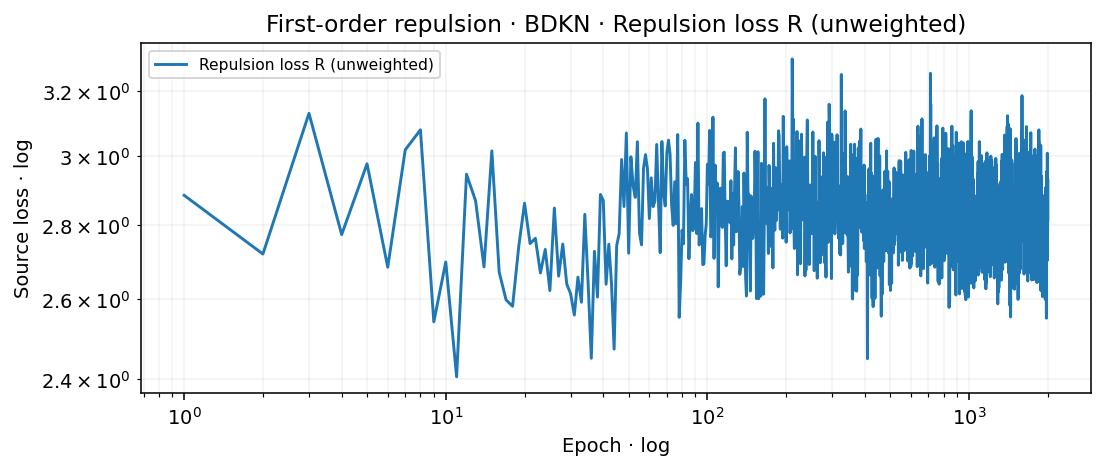 First-order repulsion · BDKN · Repulsion loss R (unweighted)
Repulsion loss R (unweighted)
Source loss · log
3.2 × 10⁰
3 × 10⁰
2.8 × 10⁰
2.6 × 10⁰
2.4 × 10⁰
10⁰ 10¹ 10² 10³
Epoch · log